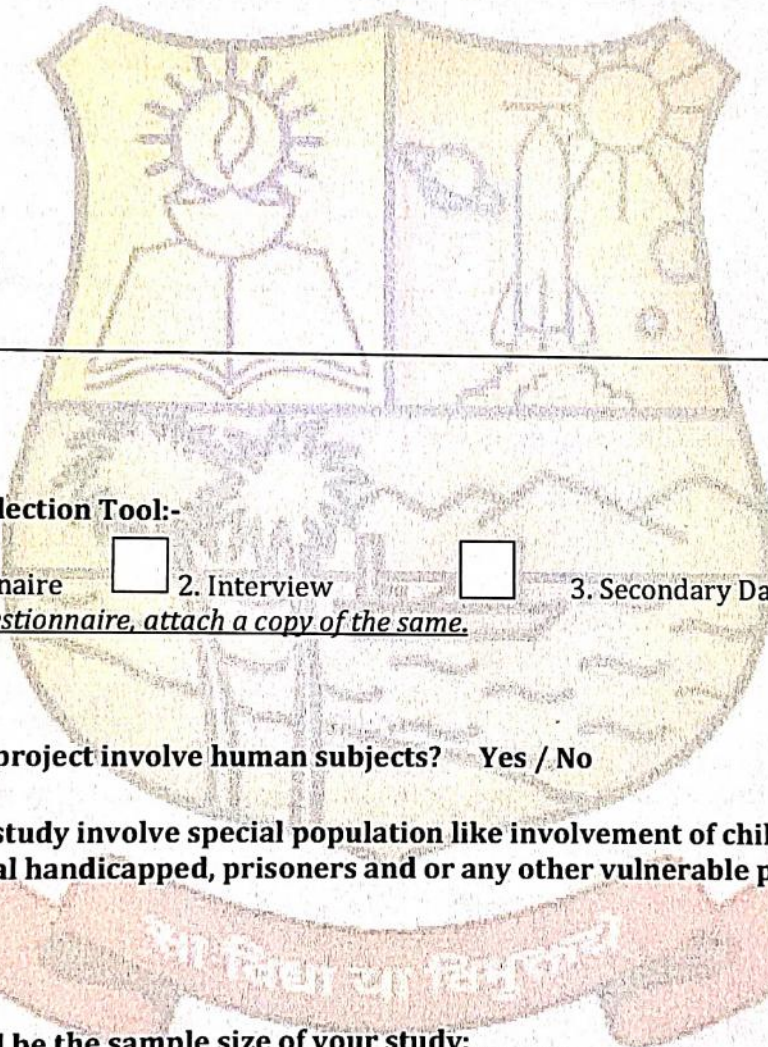 lection Tool:-
naire 2. Interview 3. Secondary Da
stionnaire, attach a copy of the same.
project involve human subjects? Yes / No
study involve special population like involvement of chil
al handicapped, prisoners and or any other vulnerable p
सा विद्या या विमुक्तये
l be the sample size of your study: